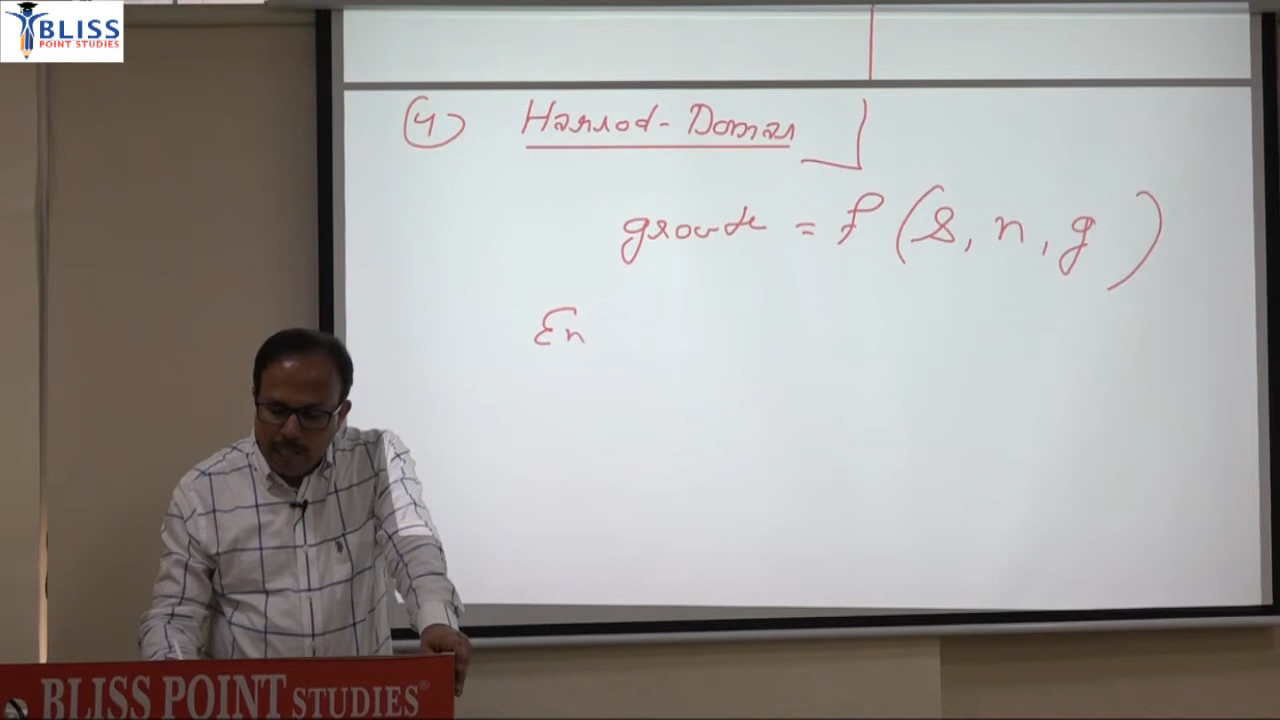 BLISS
POINT STUDIES
(4) Harrod-Domar
growth = f (s, n, g)
En
BLISS POINT STUDIES®